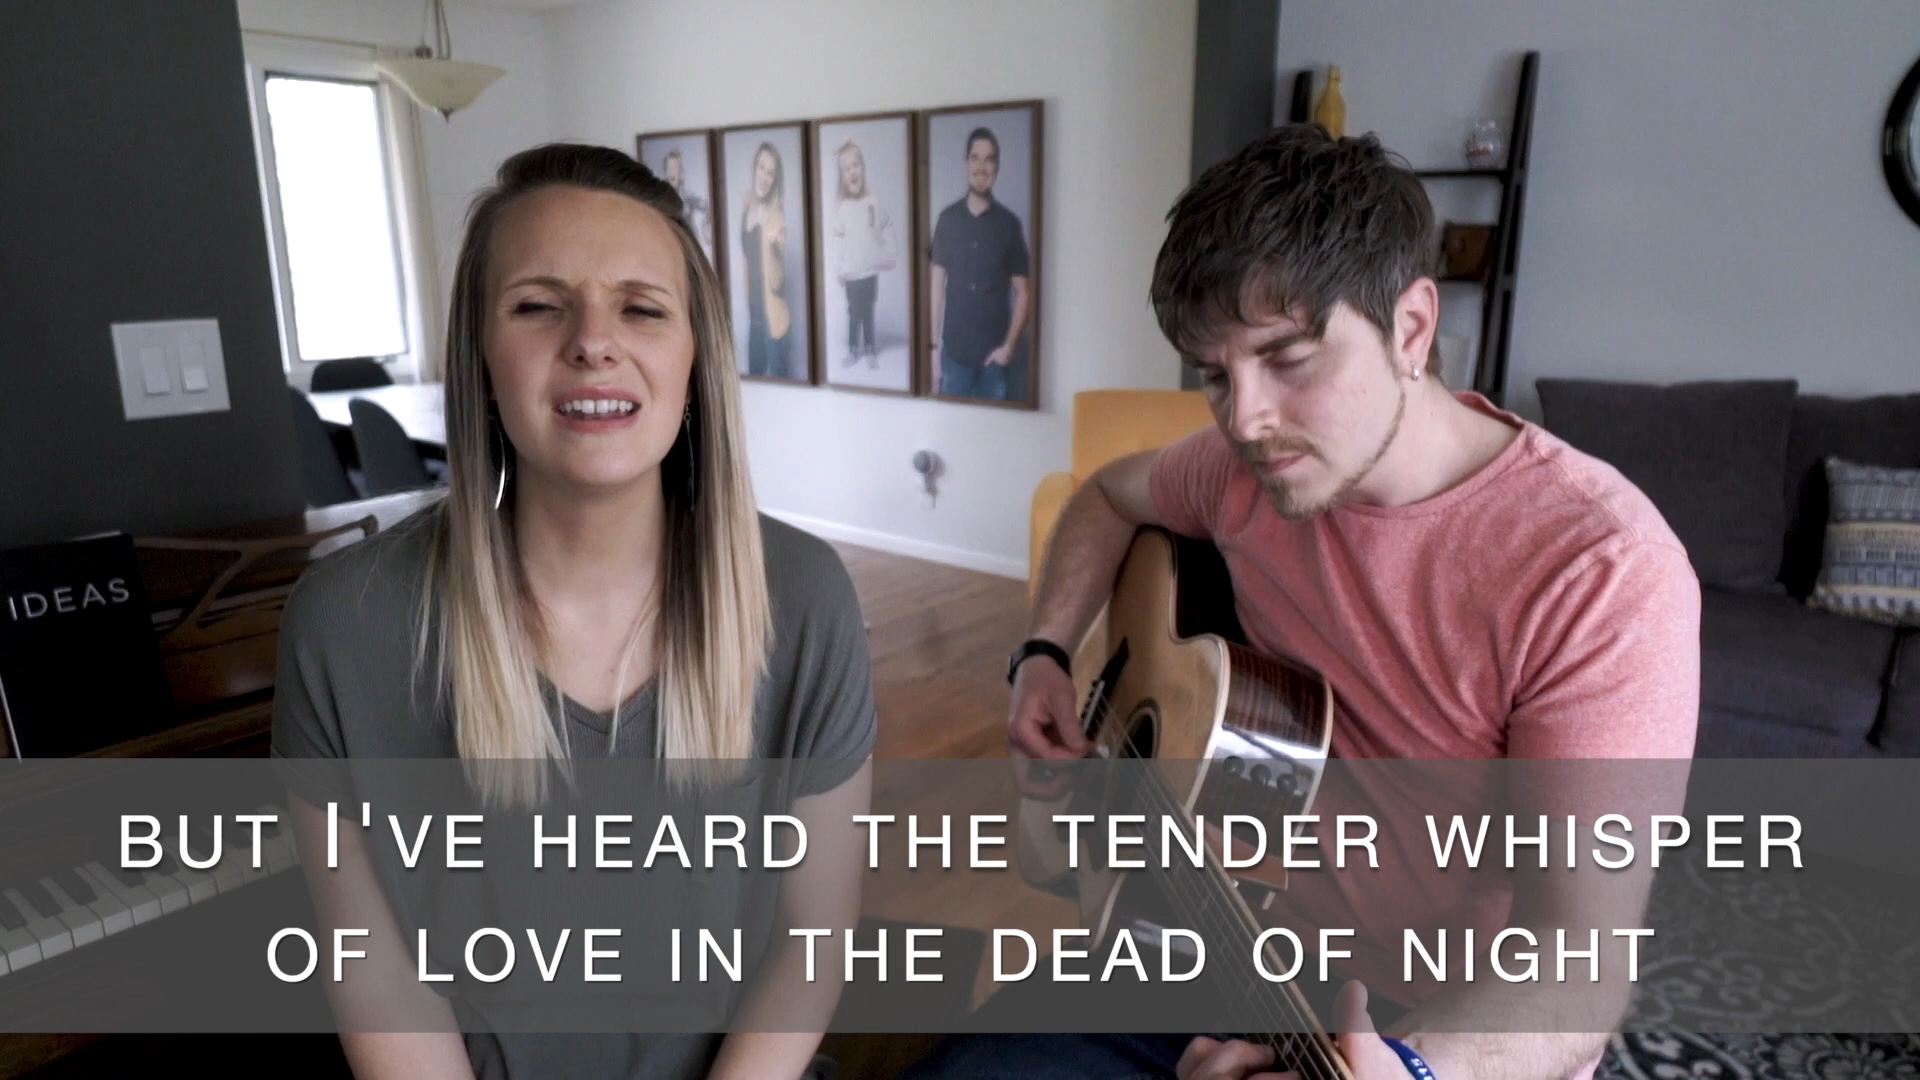 IDEAS
BUT I'VE HEARD THE TENDER WHISPER
OF LOVE IN THE DEAD OF NIGHT